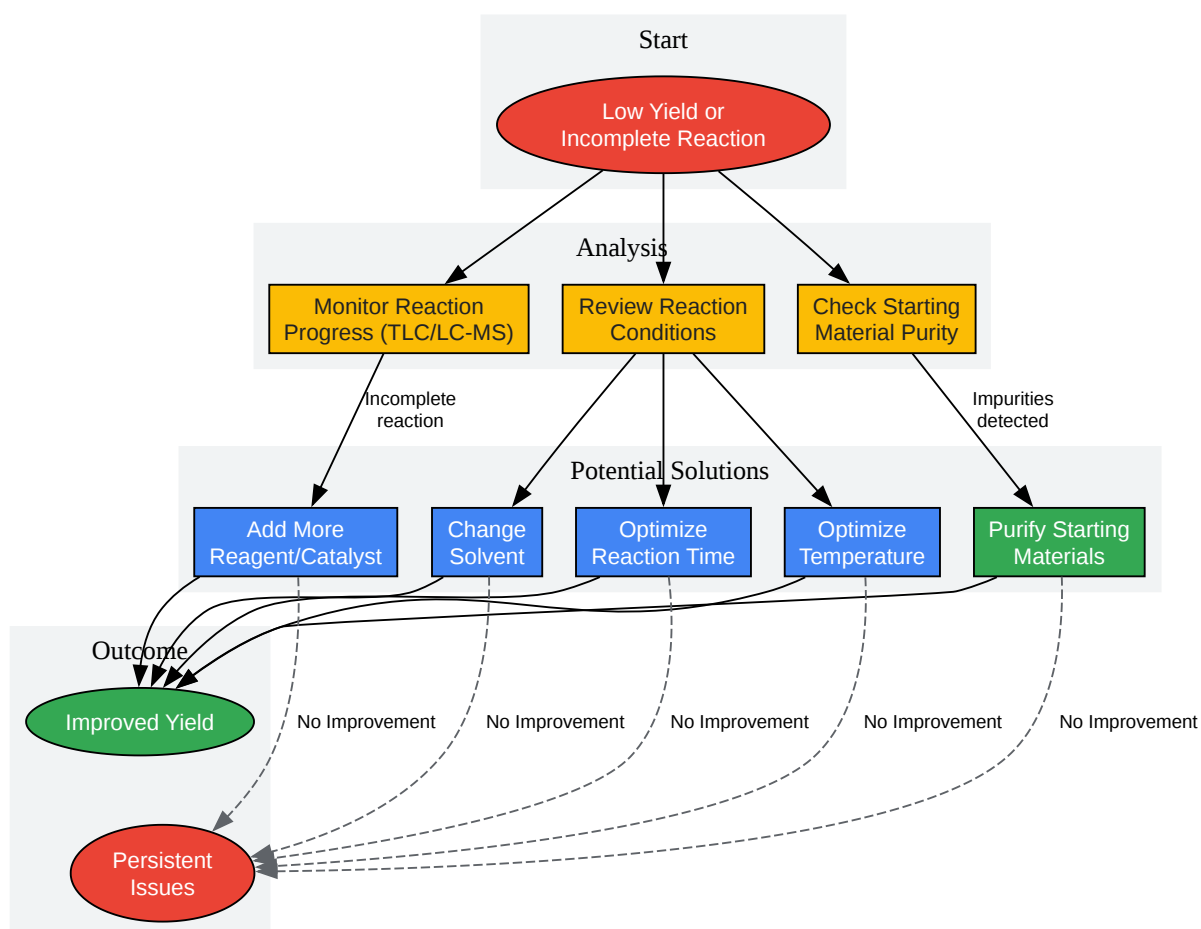 Start
Low Yield or
Incomplete Reaction
Analysis
Monitor Reaction
Progress (TLC/LC-MS)
Review Reaction
Conditions
Check Starting
Material Purity
Incomplete
reaction
Impurities
detected
Potential Solutions
Add More
Reagent/Catalyst
Change
Solvent
Optimize
Reaction Time
Optimize
Temperature
Purify Starting
Materials
Outcome
Improved Yield
No Improvement
No Improvement
No Improvement
No Improvement
No Improvement
Persistent
Issues